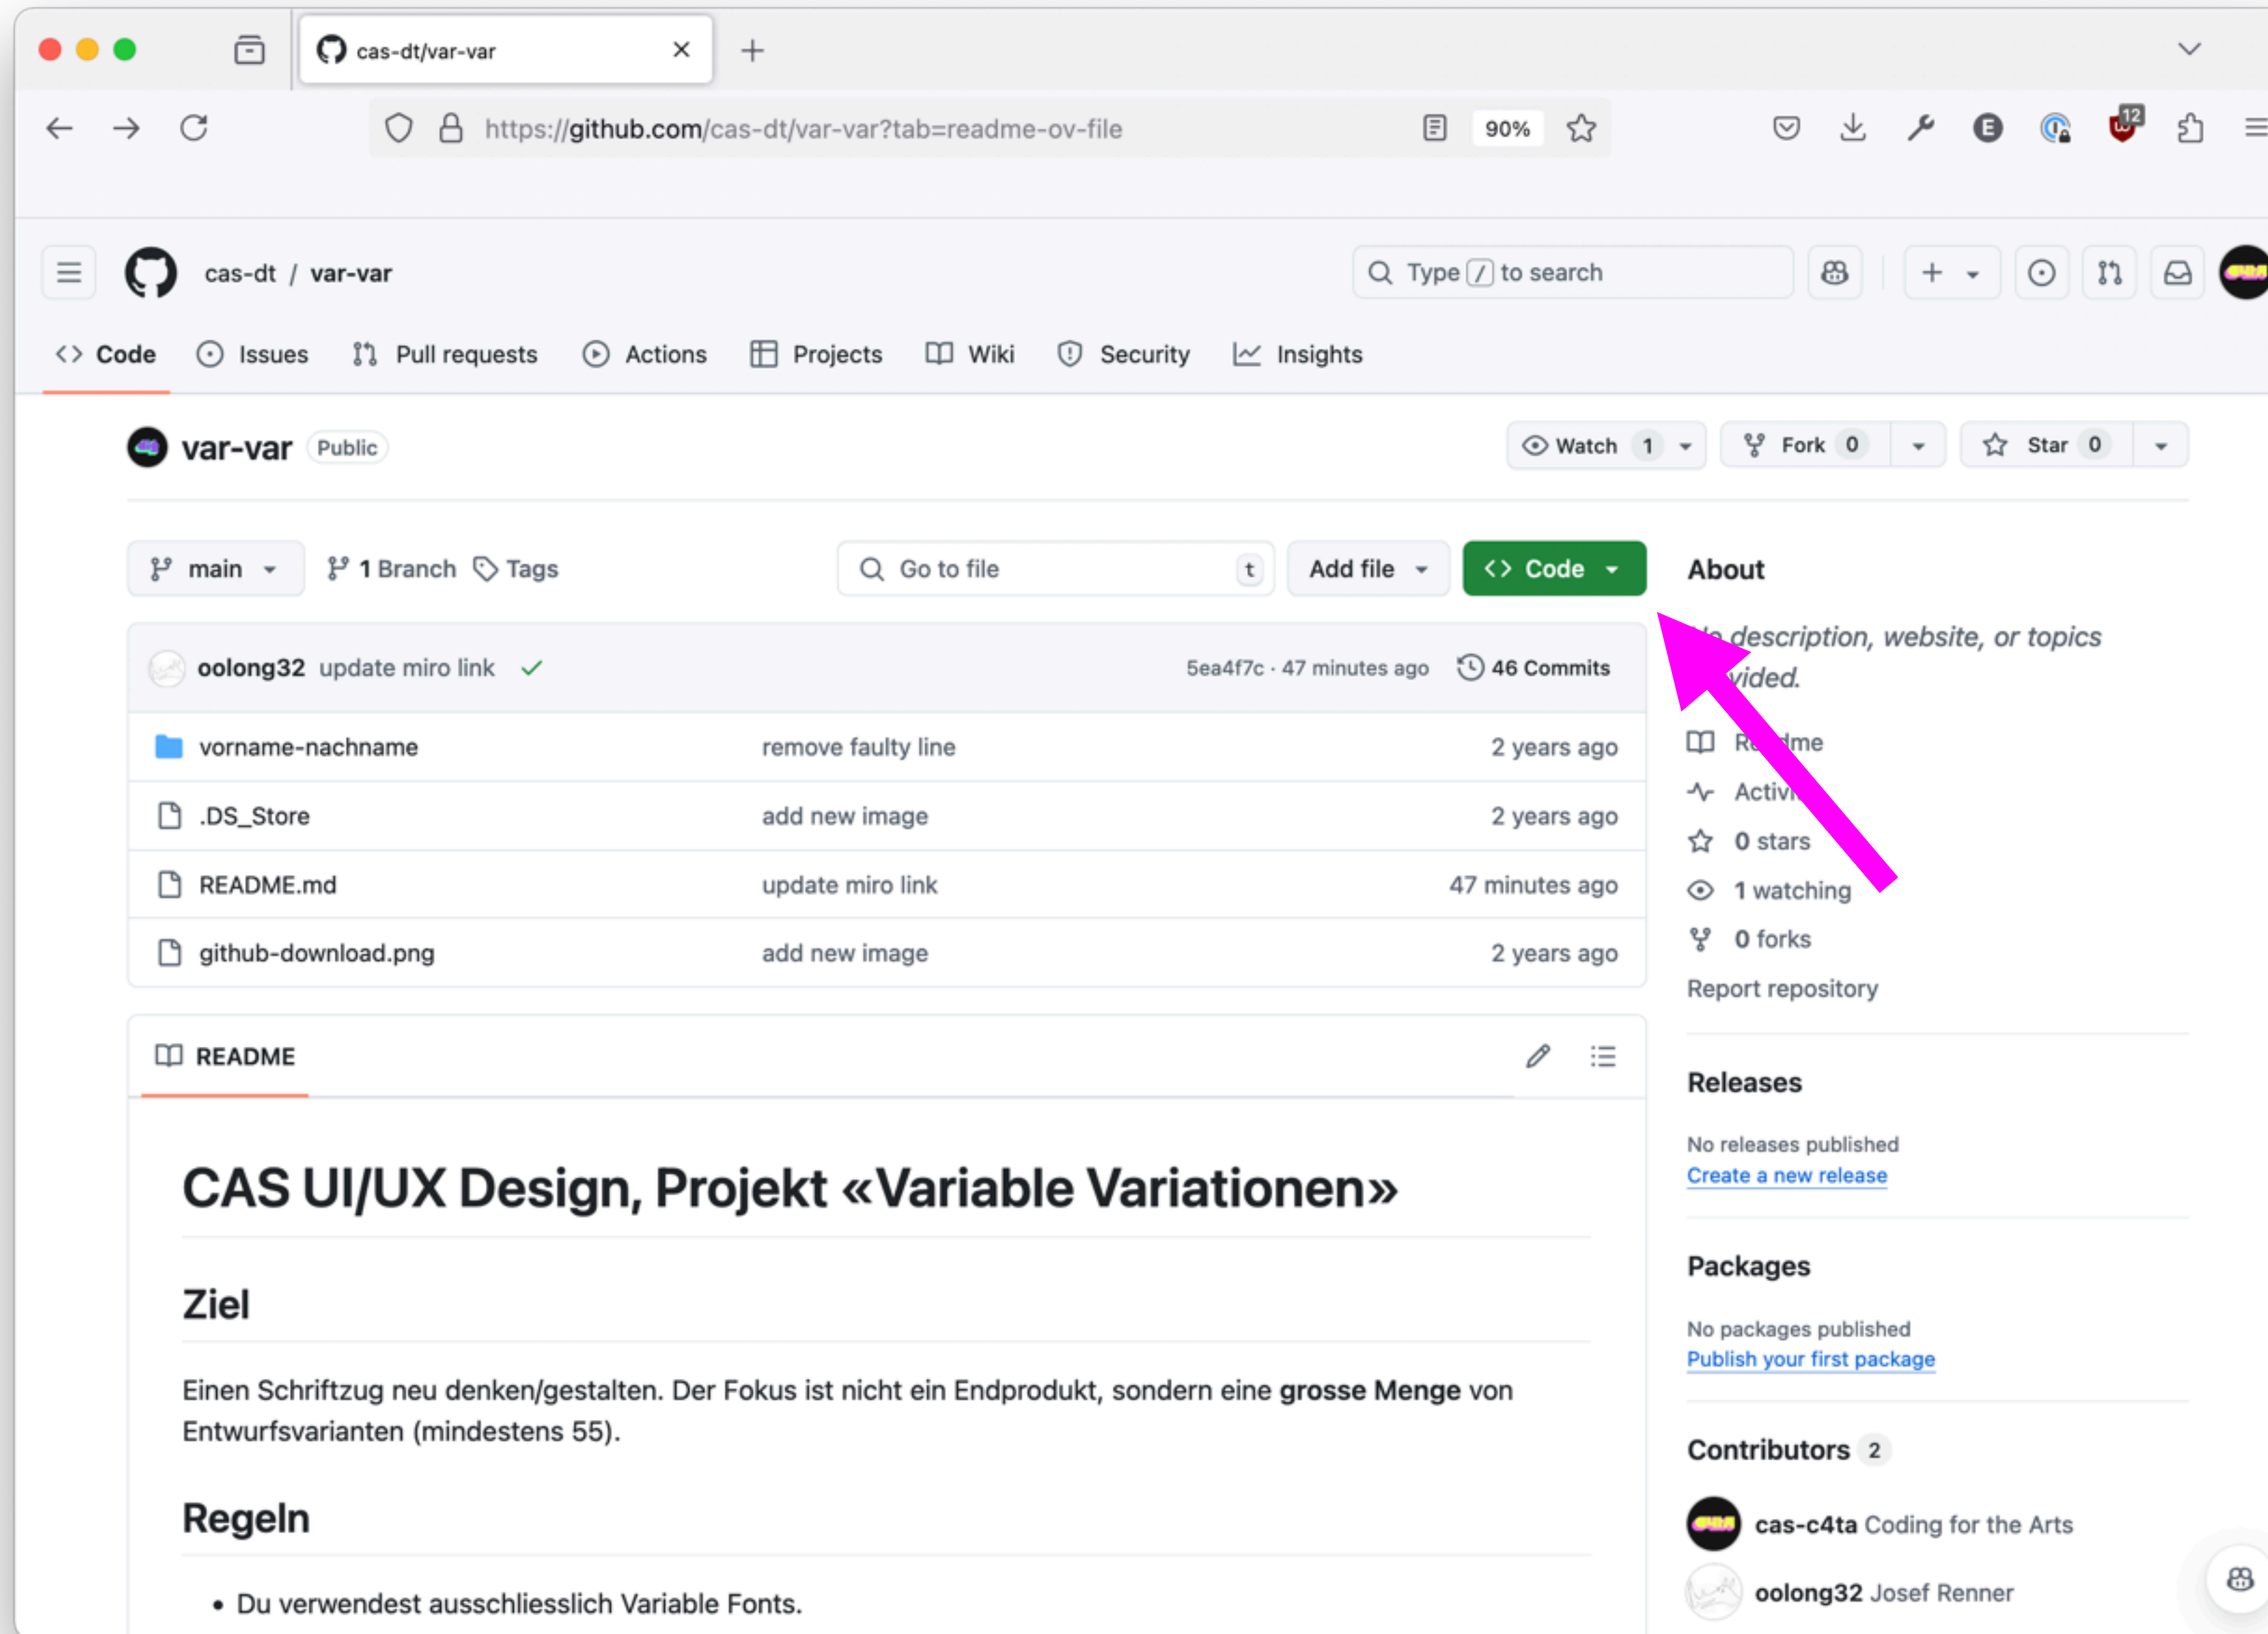 cas-dt/var-var
https://github.com/cas-dt/var-var?tab=readme-ov-file
90%
E
12
cas-dt / var-var
Type / to search
Code
Issues
Pull requests
Actions
Projects
Wiki
Security
Insights
var-var Public
Watch 1
Fork 0
Star 0
main
1 Branch
Tags
Go to file
t
Add file
Code
oolong32 update miro link
5ea4f7c · 47 minutes ago
46 Commits
vorname-nachname remove faulty line 2 years ago
.DS_Store add new image 2 years ago
README.md update miro link 47 minutes ago
github-download.png add new image 2 years ago
README
CAS UI/UX Design, Projekt «Variable Variationen»
Ziel
Einen Schriftzug neu denken/gestalten. Der Fokus ist nicht ein Endprodukt, sondern eine grosse Menge von
Entwurfsvarianten (mindestens 55).
Regeln
• Du verwendest ausschliesslich Variable Fonts.
About
description, website, or topics
0 stars
1 watching
0 forks
Report repository
Releases
No releases published
Create a new release
Packages
No packages published
Publish your first package
Contributors 2
cas-c4ta Coding for the Arts
oolong32 Josef Renner